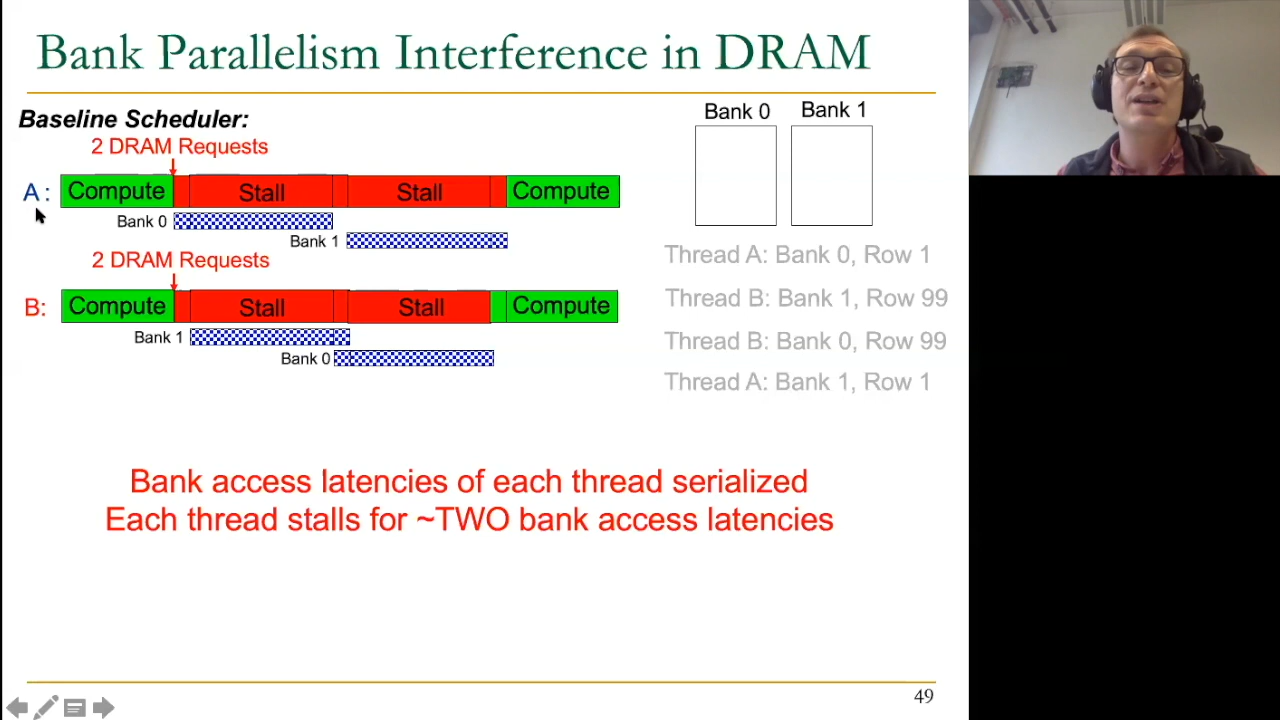 Bank Parallelism Interference in DRAM
Baseline Scheduler:
2 DRAM Requests
A : Compute Stall Stall Compute
Bank 0
Bank 1
2 DRAM Requests
B: Compute Stall Stall Compute
Bank 1
Bank 0
Bank 0 Bank 1
Thread A: Bank 0, Row 1
Thread B: Bank 1, Row 99
Thread B: Bank 0, Row 99
Thread A: Bank 1, Row 1
Bank access latencies of each thread serialized
Each thread stalls for ~TWO bank access latencies
49